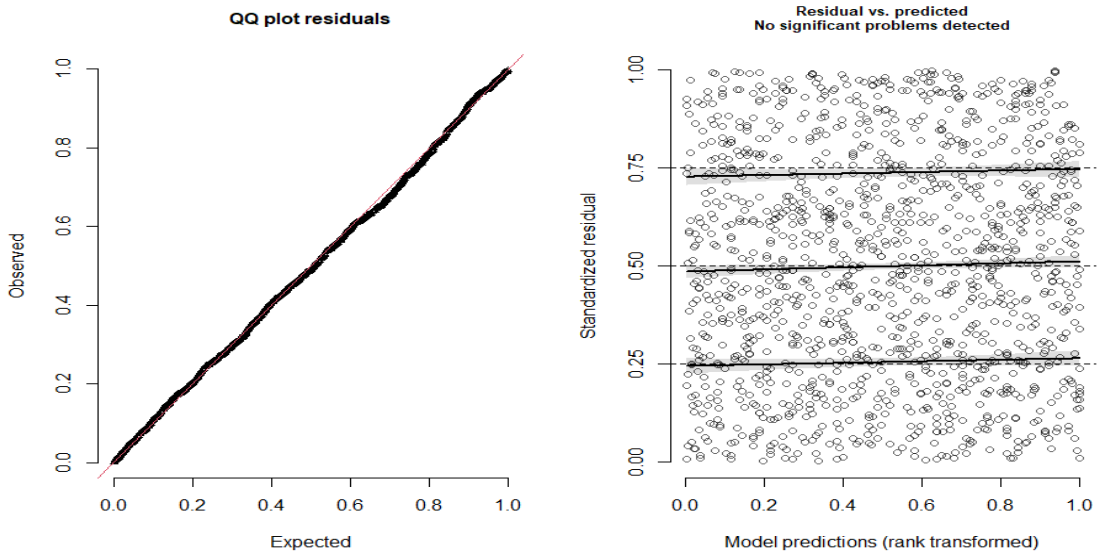 QQ plot residuals
Observed
1.0
0.8
0.6
0.4
0.2
0.0
0.0 0.2 0.4 0.6 0.8 1.0
Expected
Residual vs. predicted
No significant problems detected
Standardized residual
1.00
0.75
0.50
0.25
0.00
0.0 0.2 0.4 0.6 0.8 1.0
Model predictions (rank transformed)